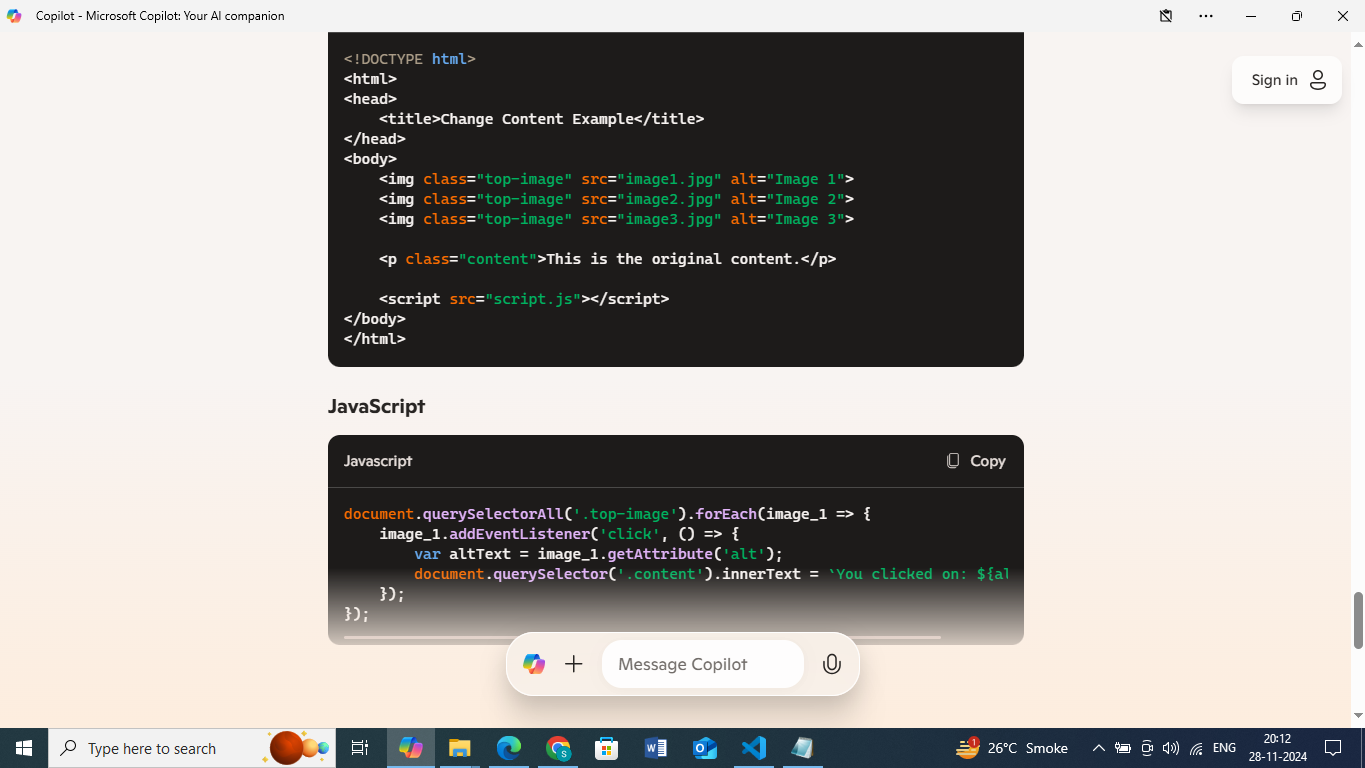 Copilot - Microsoft Copilot: Your AI companion
Sign in
<!DOCTYPE html>
<html>
<head>
    <title>Change Content Example</title>
</head>
<body>
    <img class="top-image" src="image1.jpg" alt="Image 1">
    <img class="top-image" src="image2.jpg" alt="Image 2">
    <img class="top-image" src="image3.jpg" alt="Image 3">
    <p class="content">This is the original content.</p>
    <script src="script.js"></script>
</body>
</html>
JavaScript
Javascript Copy
document.querySelectorAll('.top-image').forEach(image_1 => {
    image_1.addEventListener('click', () => {
        var altText = image_1.getAttribute('alt');
        document.querySelector('.content').innerText = `You clicked on: ${al
    });
});
Message Copilot
Type here to search
1
26°C Smoke
ENG
20:12
28-11-2024